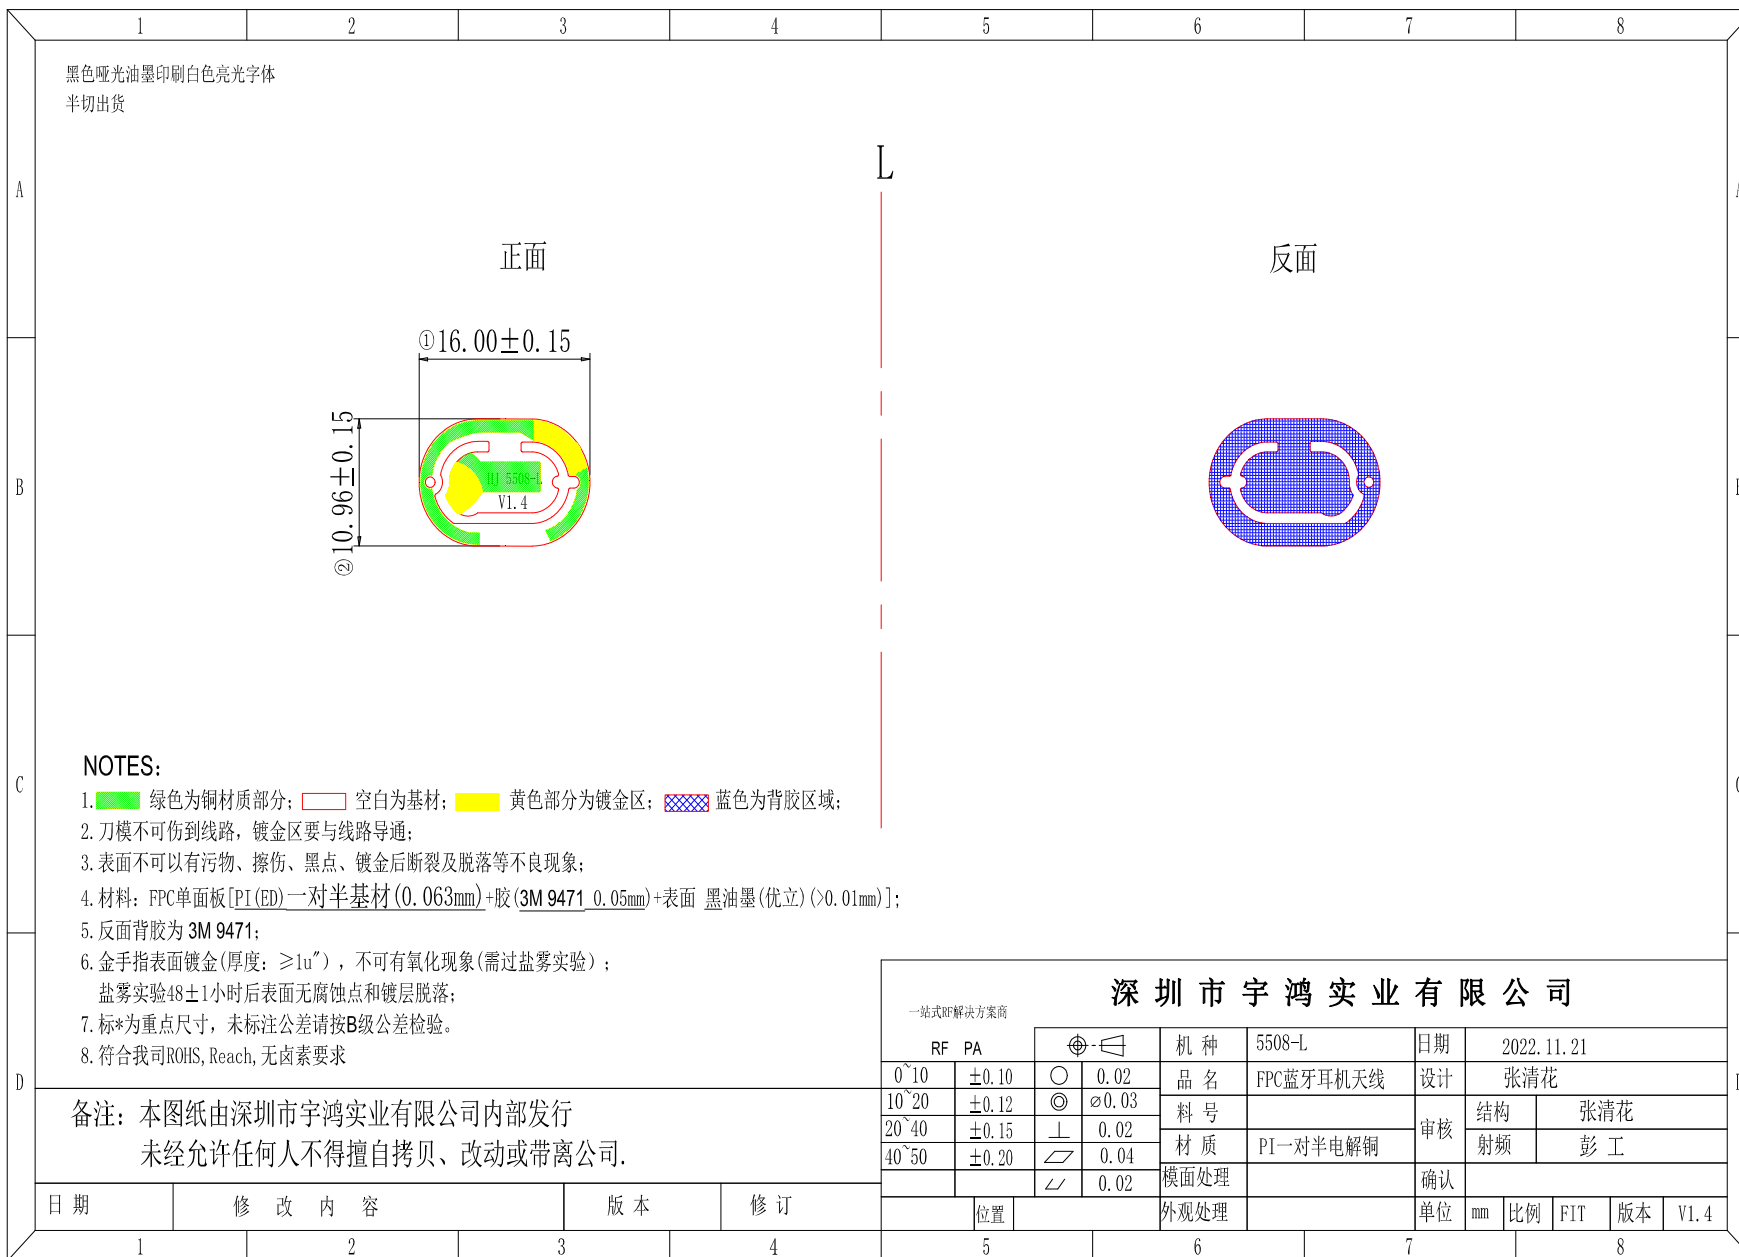 1 2 3 4 5 6 7 8
黑色哑光油墨印刷白色亮光字体
半切出货
L
A
正面 反面
①16.00±0.15
②10.96±0.15
HJ 5508-L
V1.4
B
C
NOTES:
1. 绿色为铜材质部分; 空白为基材; 黄色部分为镀金区; 蓝色为背胶区域;
2. 刀模不可伤到线路, 镀金区要与线路导通;
3. 表面不可以有污物、擦伤、黑点、镀金后断裂及脱落等不良现象;
4. 材料: FPC单面板[PI(ED)一对半基材(0.063mm)+胶(3M 9471 0.05mm)+表面 黑油墨(优立)(>0.01mm)];
5. 反面背胶为 3M 9471;
6. 金手指表面镀金(厚度: ≥1u"), 不可有氧化现象(需过盐雾实验);
盐雾实验48±1小时后表面无腐蚀点和镀层脱落;
7. 标*为重点尺寸, 未标注公差请按B级公差检验。
8. 符合我司ROHS, Reach, 无卤素要求
D
备注: 本图纸由深圳市宇鸿实业有限公司内部发行
未经允许任何人不得擅自拷贝、改动或带离公司.
日期 修改内容 版本 修订
深圳市宇鸿实业有限公司
一站式RF解决方案商
RF PA 机种 5508-L 日期 2022.11.21
0~10 ±0.10 ○ 0.02 品名 FPC蓝牙耳机天线 设计 张清花
10~20 ±0.12 ◎ ⌀0.03 料号 审核 结构 张清花
20~40 ±0.15 ⊥ 0.02 材质 PI一对半电解铜 射频 彭工
40~50 ±0.20 ▱ 0.04
0.02 模面处理 确认
位置 外观处理 单位 mm 比例 FIT 版本 V1.4
1 2 3 4 5 6 7 8